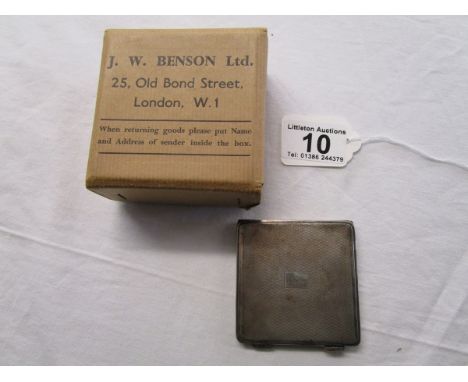 J. W. BENSON Ltd.
25, Old Bond Street,
London, W.1
When returning goods please put Name
and Address of sender inside the box.
Littleton Auctions
10
Tel: 01386 244379